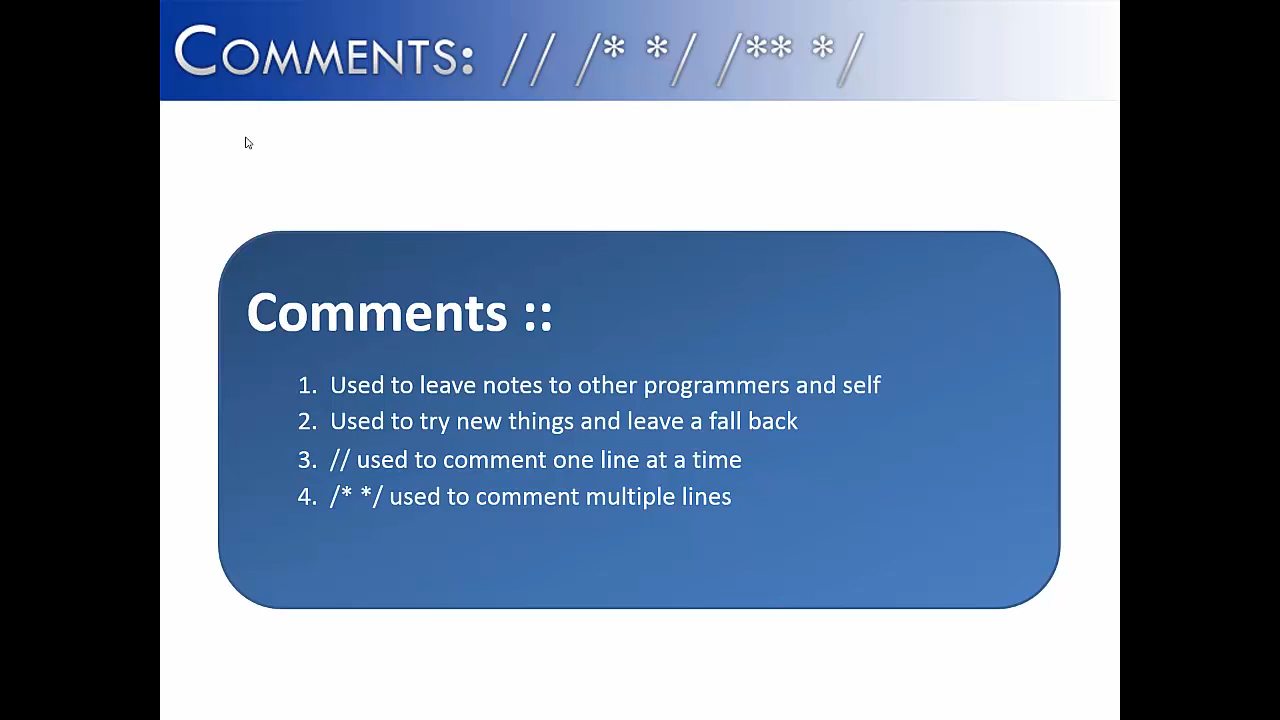 COMMENTS: // /* */ /** */
Comments ::
1. Used to leave notes to other programmers and self
2. Used to try new things and leave a fall back
3. // used to comment one line at a time
4. /* */ used to comment multiple lines